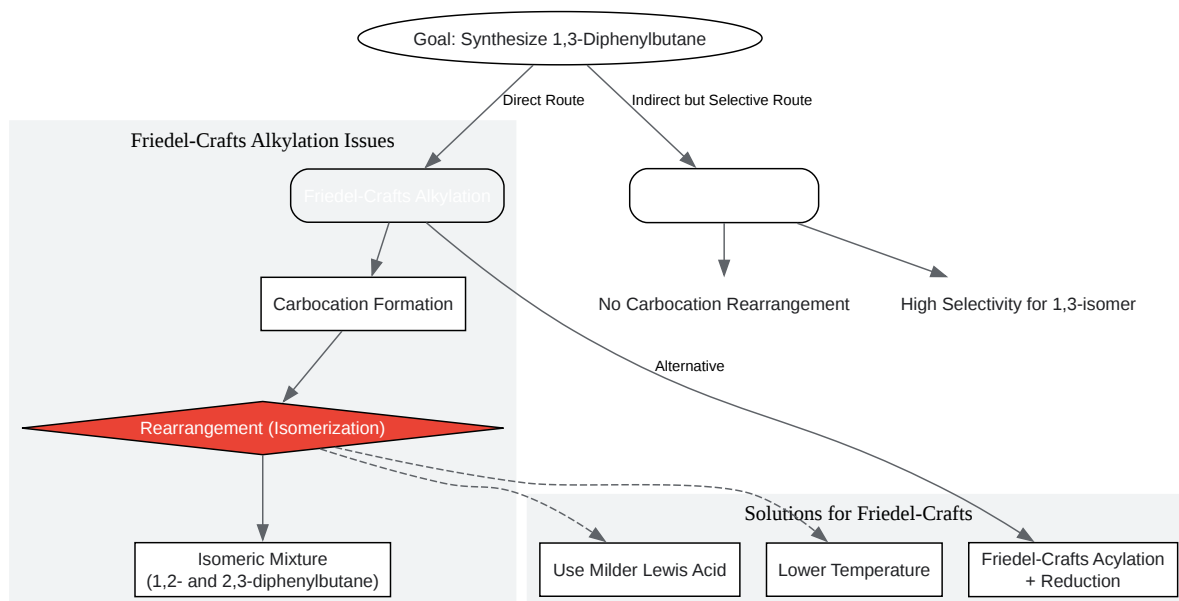 Goal: Synthesize 1,3-Diphenylbutane
Direct Route
Indirect but Selective Route
Friedel-Crafts Alkylation Issues
Friedel-Crafts Alkylation
Carbocation Formation
No Carbocation Rearrangement
High Selectivity for 1,3-isomer
Alternative
Rearrangement (Isomerization)
Solutions for Friedel-Crafts
Isomeric Mixture
(1,2- and 2,3-diphenylbutane)
Use Milder Lewis Acid
Lower Temperature
Friedel-Crafts Acylation
+ Reduction